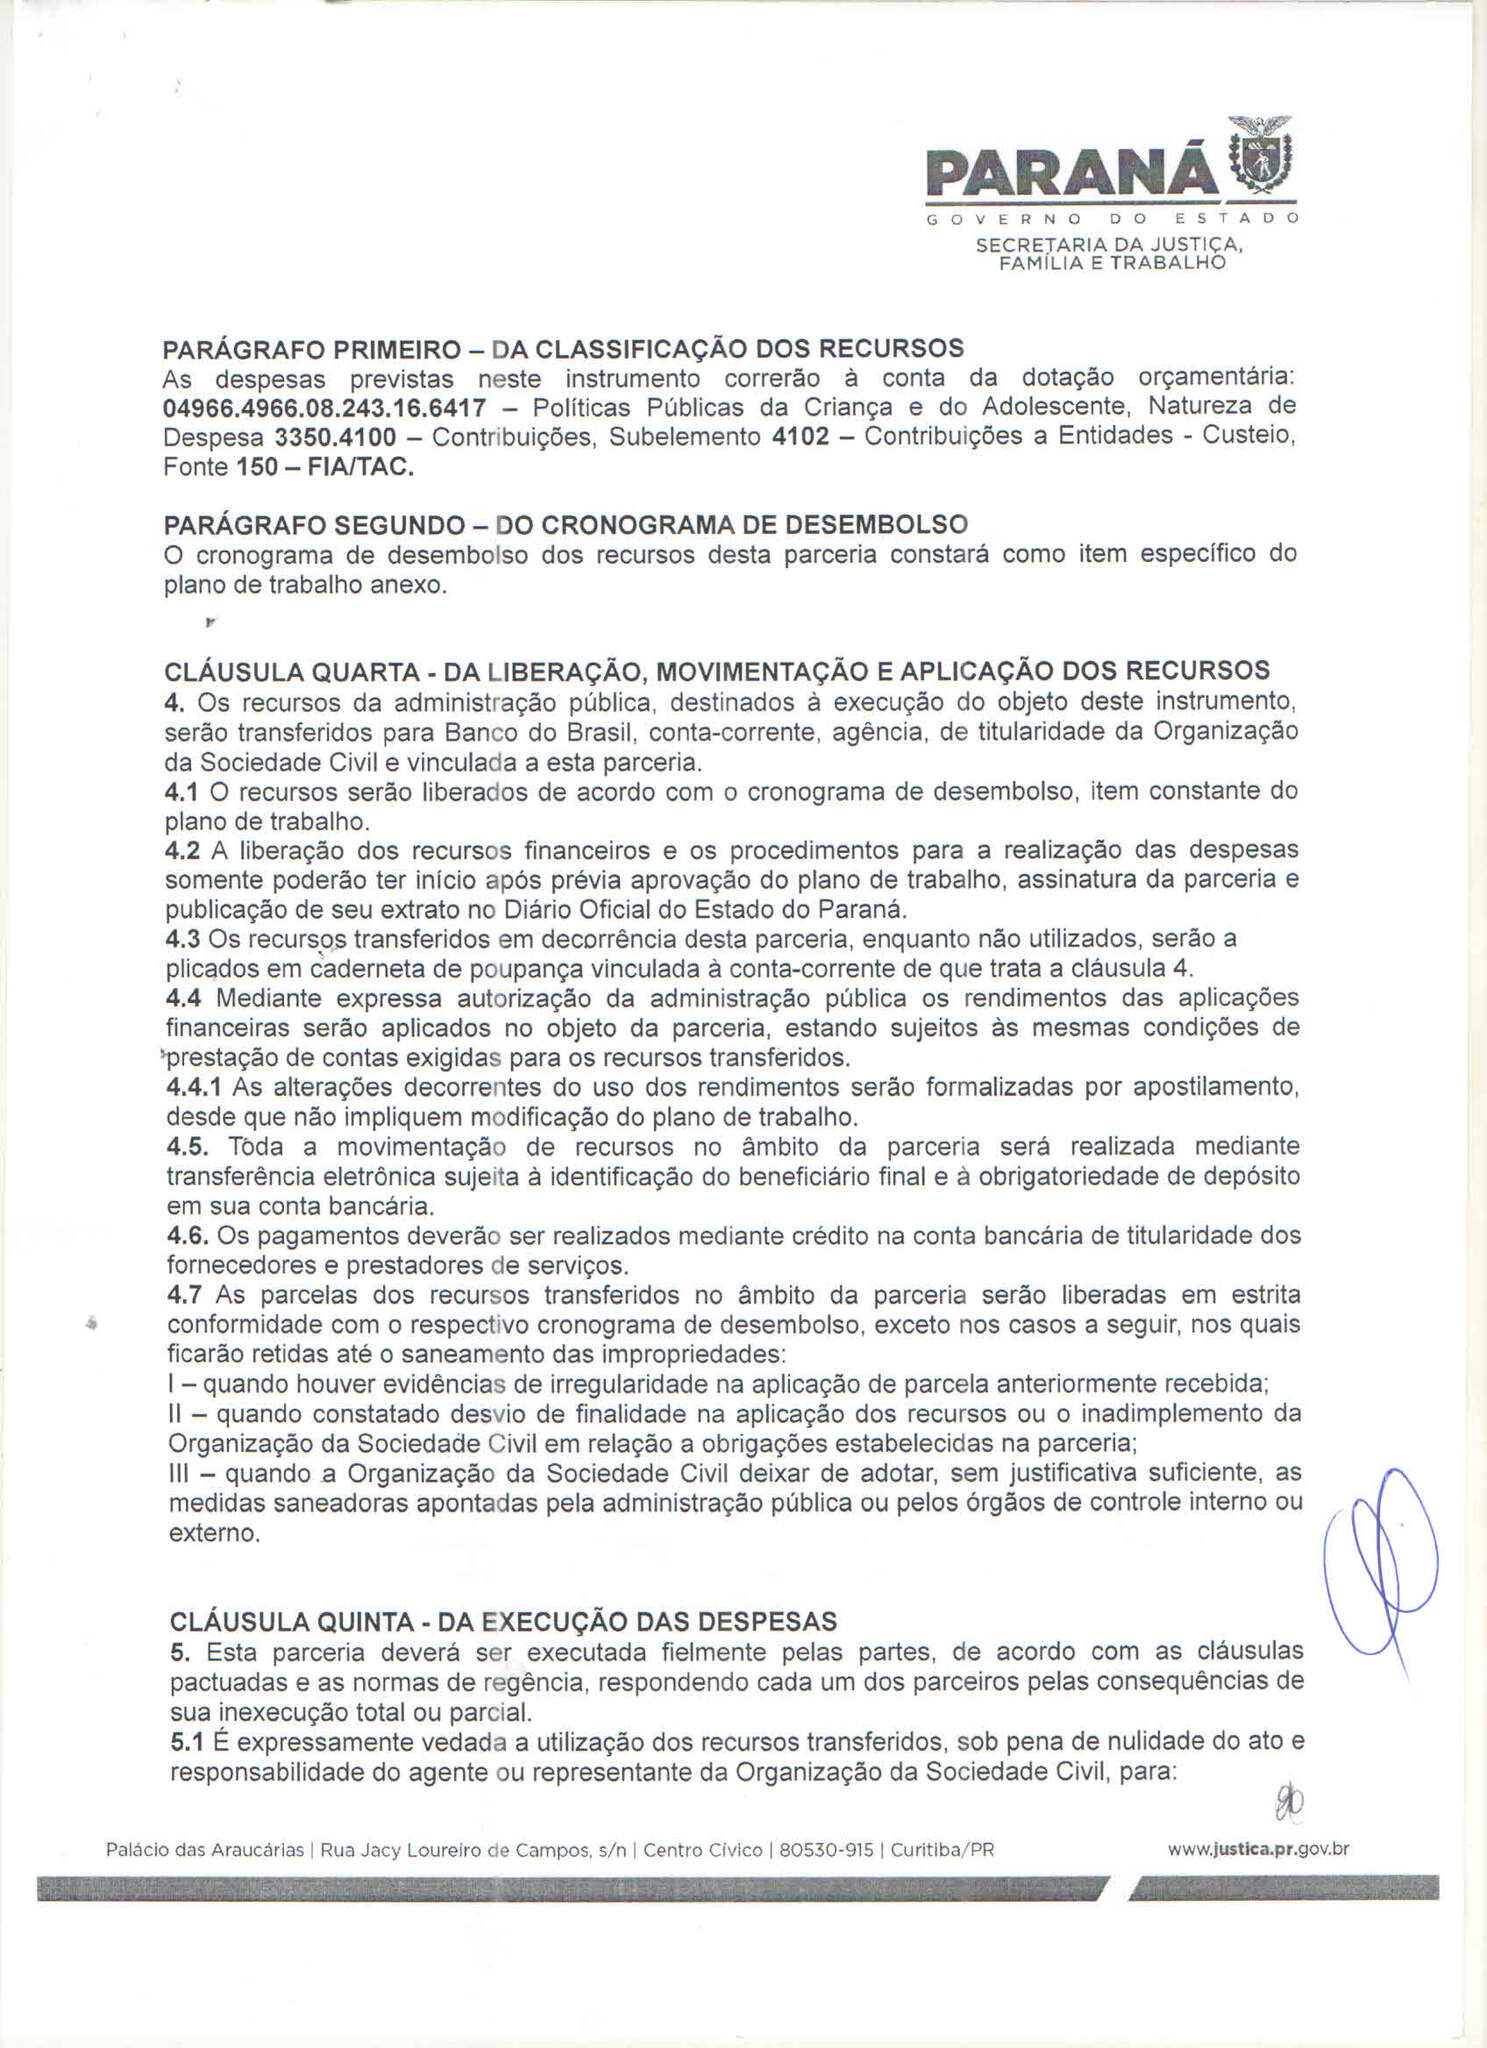 PARANÁ
GOVERNO DO ESTADO
SECRETARIA DA JUSTIÇA,
FAMÍLIA E TRABALHO
PARÁGRAFO PRIMEIRO – DA CLASSIFICAÇÃO DOS RECURSOS
As despesas previstas neste instrumento correrão à conta da dotação orçamentária:
04966.4966.08.243.16.6417 – Políticas Públicas da Criança e do Adolescente, Natureza de
Despesa 3350.4100 – Contribuições, Subelemento 4102 – Contribuições a Entidades - Custeio,
Fonte 150 – FIA/TAC.
PARÁGRAFO SEGUNDO – DO CRONOGRAMA DE DESEMBOLSO
O cronograma de desembolso dos recursos desta parceria constará como item específico do
plano de trabalho anexo.
CLÁUSULA QUARTA - DA LIBERAÇÃO, MOVIMENTAÇÃO E APLICAÇÃO DOS RECURSOS
4. Os recursos da administração pública, destinados à execução do objeto deste instrumento,
serão transferidos para Banco do Brasil, conta-corrente, agência, de titularidade da Organização
da Sociedade Civil e vinculada a esta parceria.
4.1 O recursos serão liberados de acordo com o cronograma de desembolso, item constante do
plano de trabalho.
4.2 A liberação dos recursos financeiros e os procedimentos para a realização das despesas
somente poderão ter início após prévia aprovação do plano de trabalho, assinatura da parceria e
publicação de seu extrato no Diário Oficial do Estado do Paraná.
4.3 Os recursos transferidos em decorrência desta parceria, enquanto não utilizados, serão a
plicados em caderneta de poupança vinculada à conta-corrente de que trata a cláusula 4.
4.4 Mediante expressa autorização da administração pública os rendimentos das aplicações
financeiras serão aplicados no objeto da parceria, estando sujeitos às mesmas condições de
prestação de contas exigidas para os recursos transferidos.
4.4.1 As alterações decorrentes do uso dos rendimentos serão formalizadas por apostilamento,
desde que não impliquem modificação do plano de trabalho.
4.5. Toda a movimentação de recursos no âmbito da parceria será realizada mediante
transferência eletrônica sujeita à identificação do beneficiário final e à obrigatoriedade de depósito
em sua conta bancária.
4.6. Os pagamentos deverão ser realizados mediante crédito na conta bancária de titularidade dos
fornecedores e prestadores de serviços.
4.7 As parcelas dos recursos transferidos no âmbito da parceria serão liberadas em estrita
conformidade com o respectivo cronograma de desembolso, exceto nos casos a seguir, nos quais
ficarão retidas até o saneamento das impropriedades:
I – quando houver evidências de irregularidade na aplicação de parcela anteriormente recebida;
II – quando constatado desvio de finalidade na aplicação dos recursos ou o inadimplemento da
Organização da Sociedade Civil em relação a obrigações estabelecidas na parceria;
III – quando a Organização da Sociedade Civil deixar de adotar, sem justificativa suficiente, as
medidas saneadoras apontadas pela administração pública ou pelos órgãos de controle interno ou
externo.
CLÁUSULA QUINTA - DA EXECUÇÃO DAS DESPESAS
5. Esta parceria deverá ser executada fielmente pelas partes, de acordo com as cláusulas
pactuadas e as normas de regência, respondendo cada um dos parceiros pelas consequências de
sua inexecução total ou parcial.
5.1 É expressamente vedada a utilização dos recursos transferidos, sob pena de nulidade do ato e
responsabilidade do agente ou representante da Organização da Sociedade Civil, para:
Palácio das Araucárias | Rua Jacy Loureiro de Campos, s/n | Centro Cívico | 80530-915 | Curitiba/PR www.justica.pr.gov.br